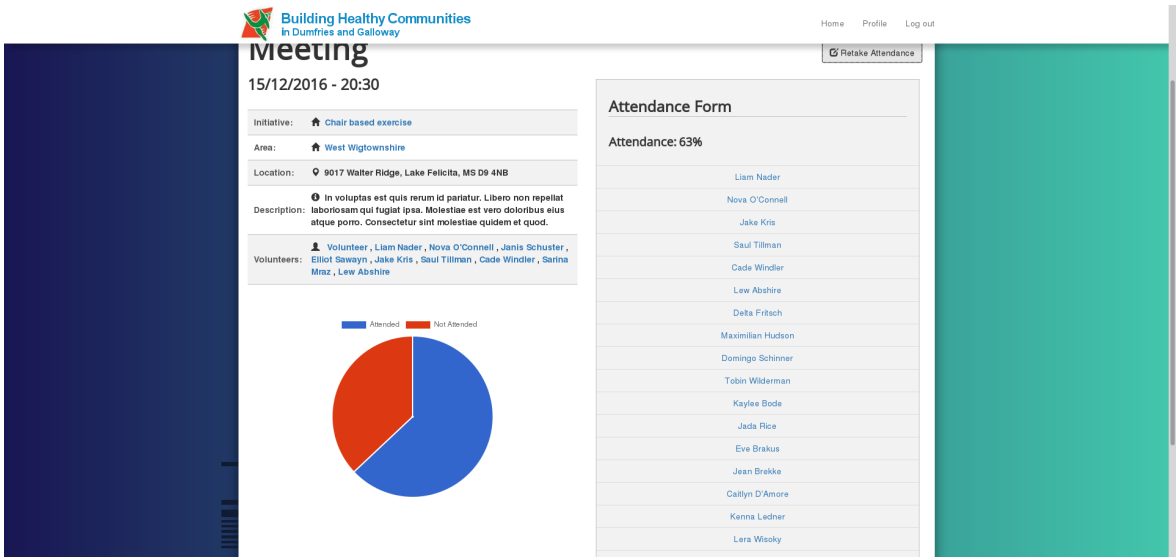 Building Healthy Communities
in Dumfries and Galloway
Home Profile Log out
Meeting
Retake Attendance
15/12/2016 - 20:30
Initiative: Chair based exercise
Area: West Wigtownshire
Location: 9017 Walter Ridge, Lake Felicita, MS D9 4NB
Description: In voluptas est quis rerum id pariatur. Libero non repellat
laboriosam qui fugiat ipsa. Molestiae est vero doloribus eius
atque porro. Consectetur sint molestiae quidem et quod.
Volunteers: Volunteer , Liam Nader , Nova O'Connell , Janis Schuster ,
Elliot Sawayn , Jake Kris , Saul Tillman , Cade Windler , Sarina
Mraz , Lew Abshire
Attended Not Attended
Attendance Form
Attendance: 63%
Liam Nader
Nova O'Connell
Jake Kris
Saul Tillman
Cade Windler
Lew Abshire
Delta Fritsch
Maximilian Hudson
Domingo Schinner
Tobin Wilderman
Kaylee Bode
Jada Rice
Eve Brakus
Jean Brekke
Caitlyn D'Amore
Kenna Ledner
Lera Wisoky